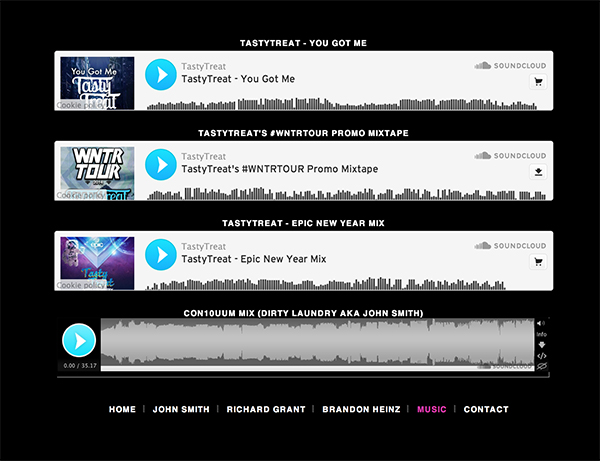 TASTYTREAT - YOU GOT ME
You Got Me
Tasty
Treat
Cookie policy
TastyTreat
TastyTreat - You Got Me
SOUNDCLOUD
TASTYTREAT'S #WNTRTOUR PROMO MIXTAPE
WNTR
TOUR
Cookie policy
TastyTreat
TastyTreat's #WNTRTOUR Promo Mixtape
SOUNDCLOUD
TASTYTREAT - EPIC NEW YEAR MIX
EPIC
Tasty
Cookie policy
TastyTreat
TastyTreat - Epic New Year Mix
SOUNDCLOUD
CON10UUM MIX (DIRTY LAUNDRY AKA JOHN SMITH)
Info
0.00 / 35.17
SOUNDCLOUD
HOME | JOHN SMITH | RICHARD GRANT | BRANDON HEINZ | MUSIC | CONTACT